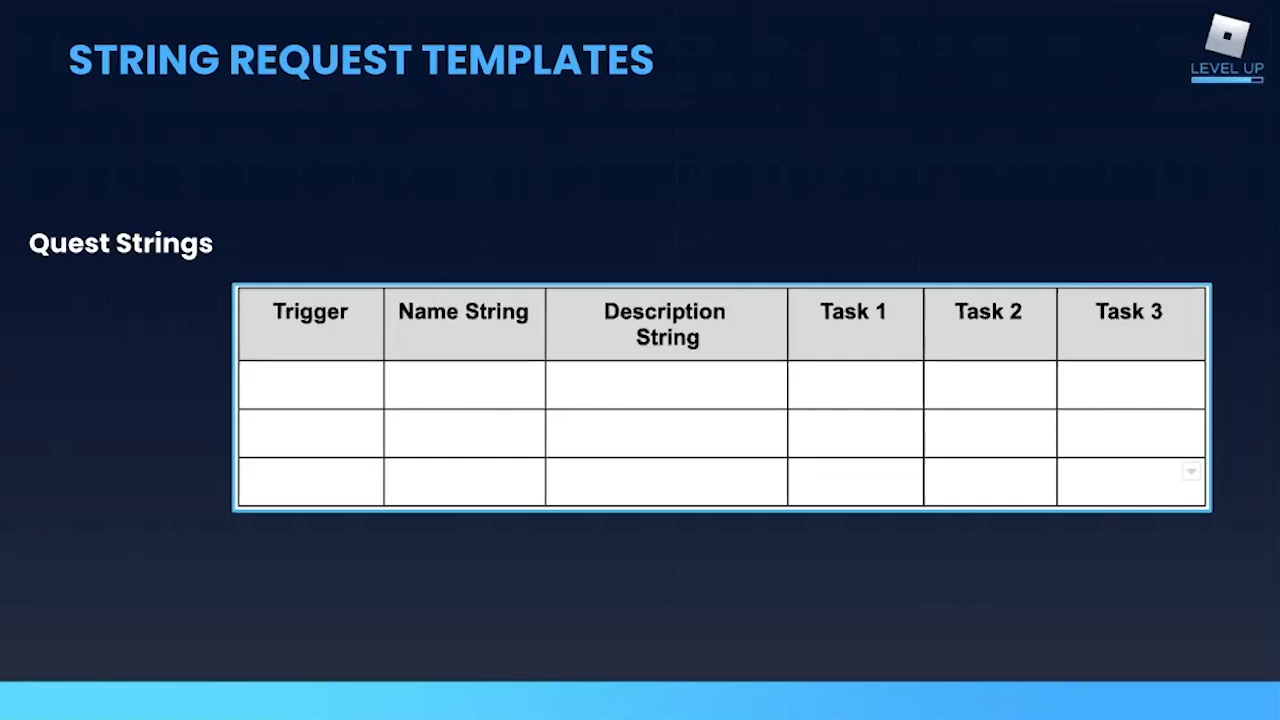 STRING REQUEST TEMPLATES
LEVEL UP
Quest Strings
Trigger
Name String
Description
String
Task 1
Task 2
Task 3